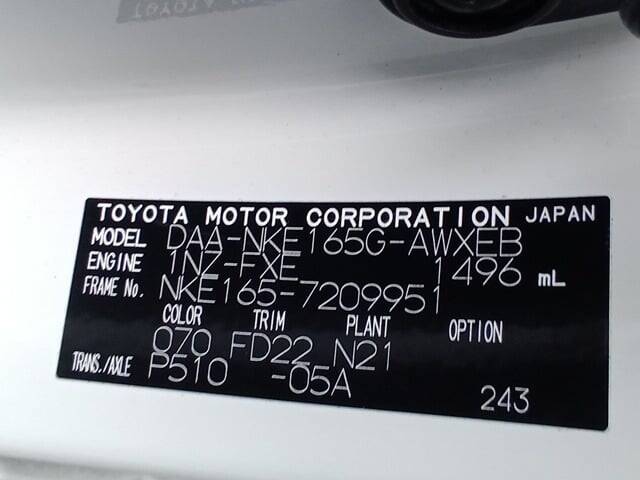 TOYOTA MOTOR CORPORATION JAPAN
MODEL DAA-NKE165G-AWXEB
ENGINE 1NZ-FXE 1496 mL
FRAME No. NKE165-7209951
COLOR TRIM PLANT OPTION
070 FD22 N21
TRANS./AXLE P510 -05A
243